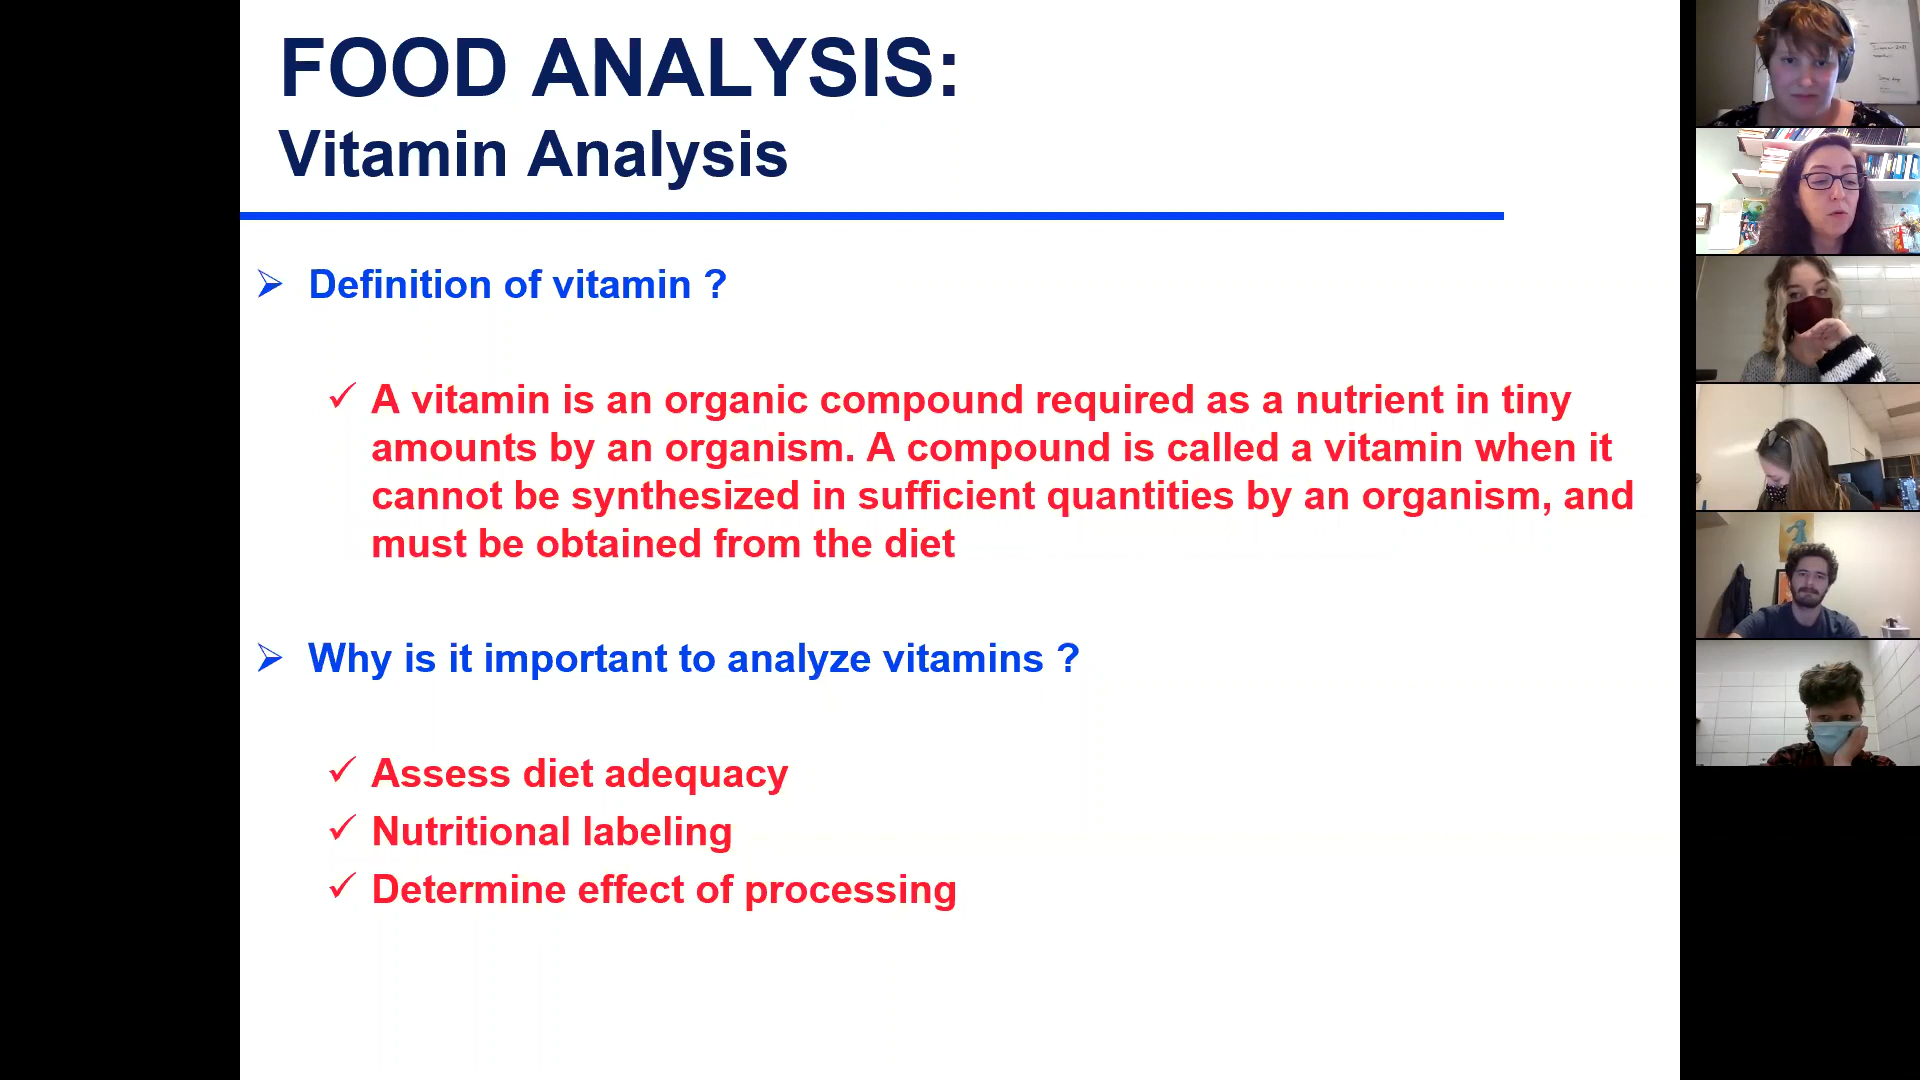 FOOD ANALYSIS:
Vitamin Analysis
➢ Definition of vitamin ?
✓ A vitamin is an organic compound required as a nutrient in tiny
amounts by an organism. A compound is called a vitamin when it
cannot be synthesized in sufficient quantities by an organism, and
must be obtained from the diet
➢ Why is it important to analyze vitamins ?
✓ Assess diet adequacy
✓ Nutritional labeling
✓ Determine effect of processing